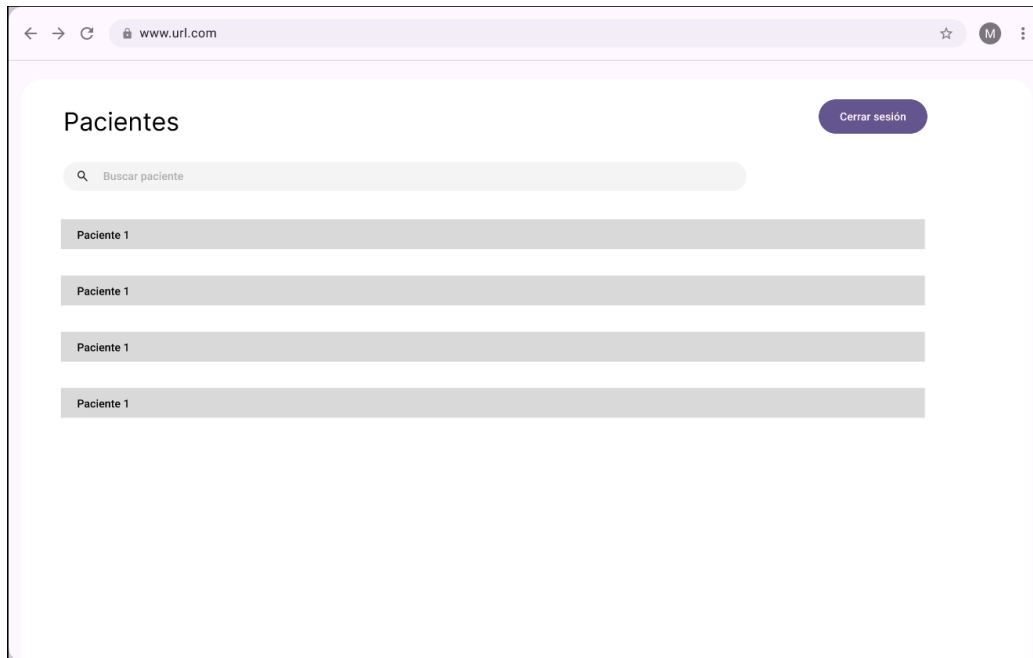 www.url.com
M
Pacientes
Cerrar sesión
Buscar paciente
Paciente 1
Paciente 1
Paciente 1
Paciente 1